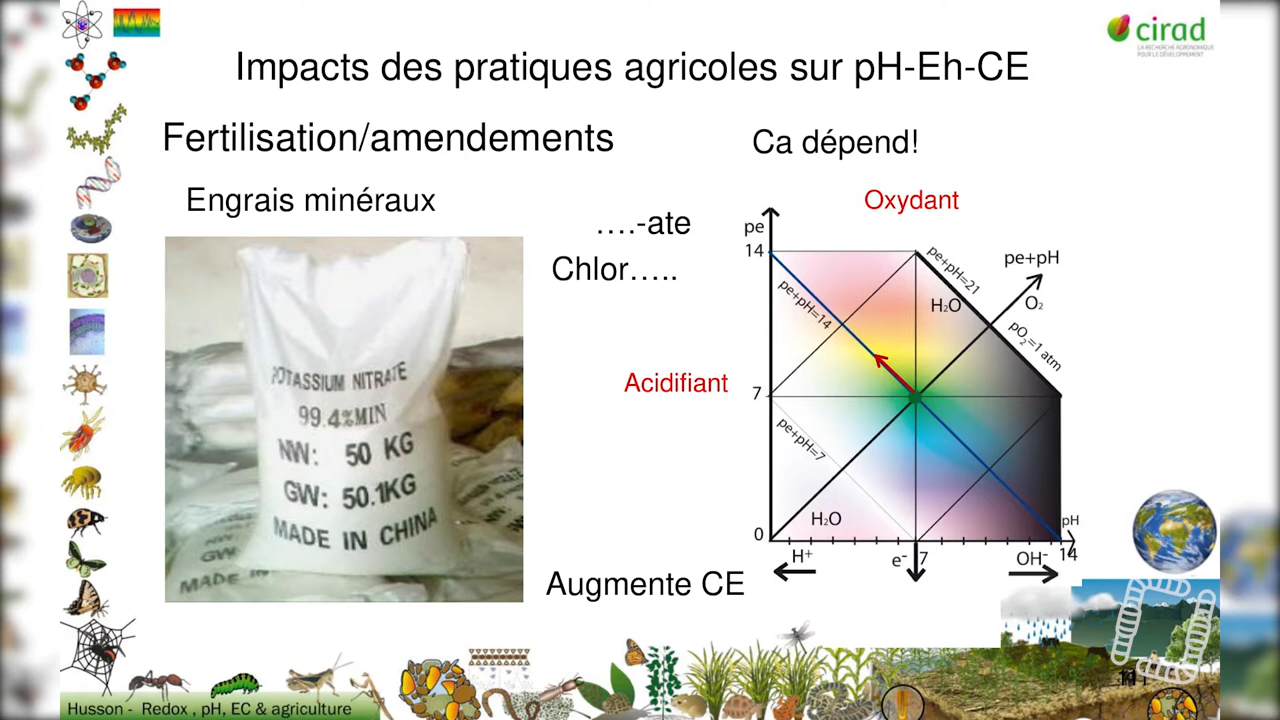 cirad
LA RECHERCHE AGRONOMIQUE
POUR LE DÉVELOPPEMENT
Impacts des pratiques agricoles sur pH-Eh-CE
Fertilisation/amendements
Ca dépend!
Engrais minéraux
Oxydant
….-ate
Chlor…..
Acidifiant
Augmente CE
POTASSIUM NITRATE
99.4%MIN
NW: 50 KG
GW: 50.1KG
MADE IN CHINA
GW
MADE IN
pe
14
pe+pH=21
pe+pH
H₂O
O₂
pe+pH=14
pO₂=1 atm
7
pe+pH=7
H₂O
0
pH
H⁺
e⁻
7
OH⁻
14
Husson - Redox , pH, EC & agriculture